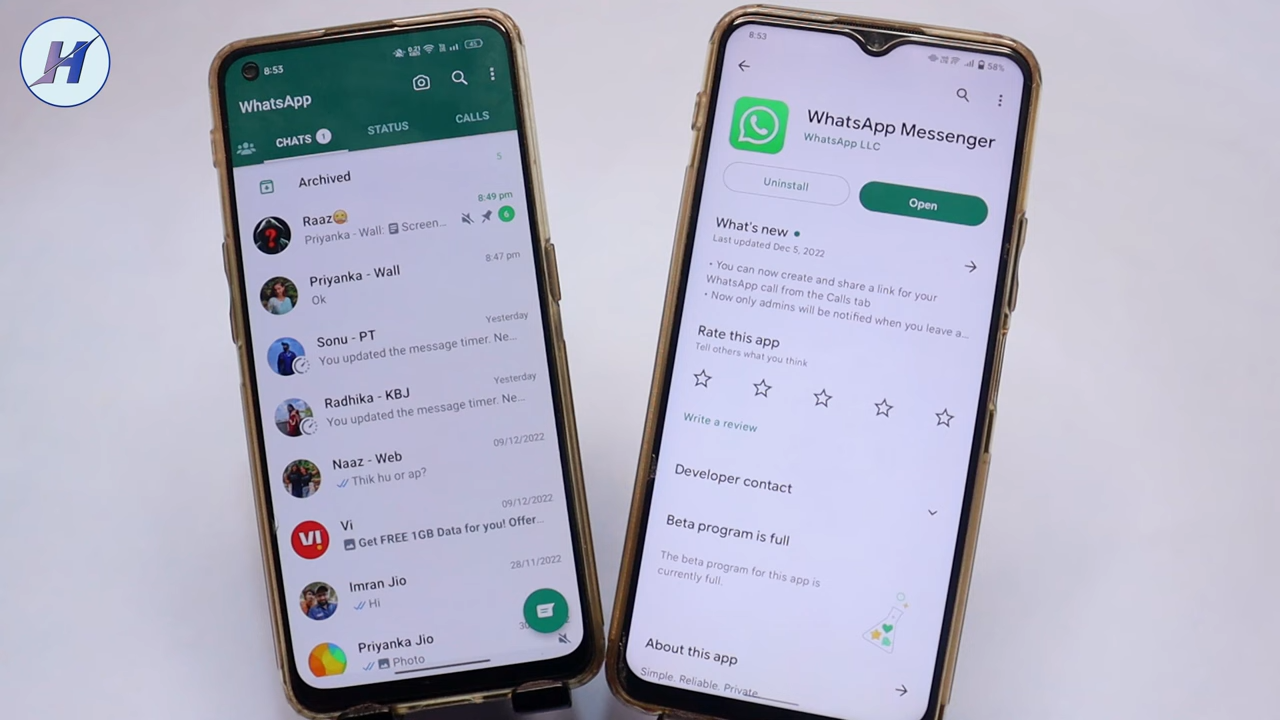 H
8:53
0.21
KB/S
45
WhatsApp
CHATS 1
STATUS
CALLS
5
Archived
Raaz
8:49 pm
Priyanka - Wall: Screen...
6
Priyanka - Wall
8:47 pm
Ok
Sonu - PT
Yesterday
You updated the message timer. Ne...
Radhika - KBJ
Yesterday
You updated the message timer. Ne...
Naaz - Web
09/12/2022
Thik hu or ap?
Vi
09/12/2022
VI
Get FREE 1GB Data for you! Offer...
Imran Jio
28/11/2022
Hi
Priyanka Jio
30
Photo
8:53
58%
WhatsApp Messenger
WhatsApp LLC
Uninstall
Open
What's new
Last updated Dec 5, 2022
• You can now create and share a link for your
WhatsApp call from the Calls tab
• Now only admins will be notified when you leave a...
Rate this app
Tell others what you think
Write a review
Developer contact
Beta program is full
The beta program for this app is
currently full.
About this app
Simple. Reliable. Private.